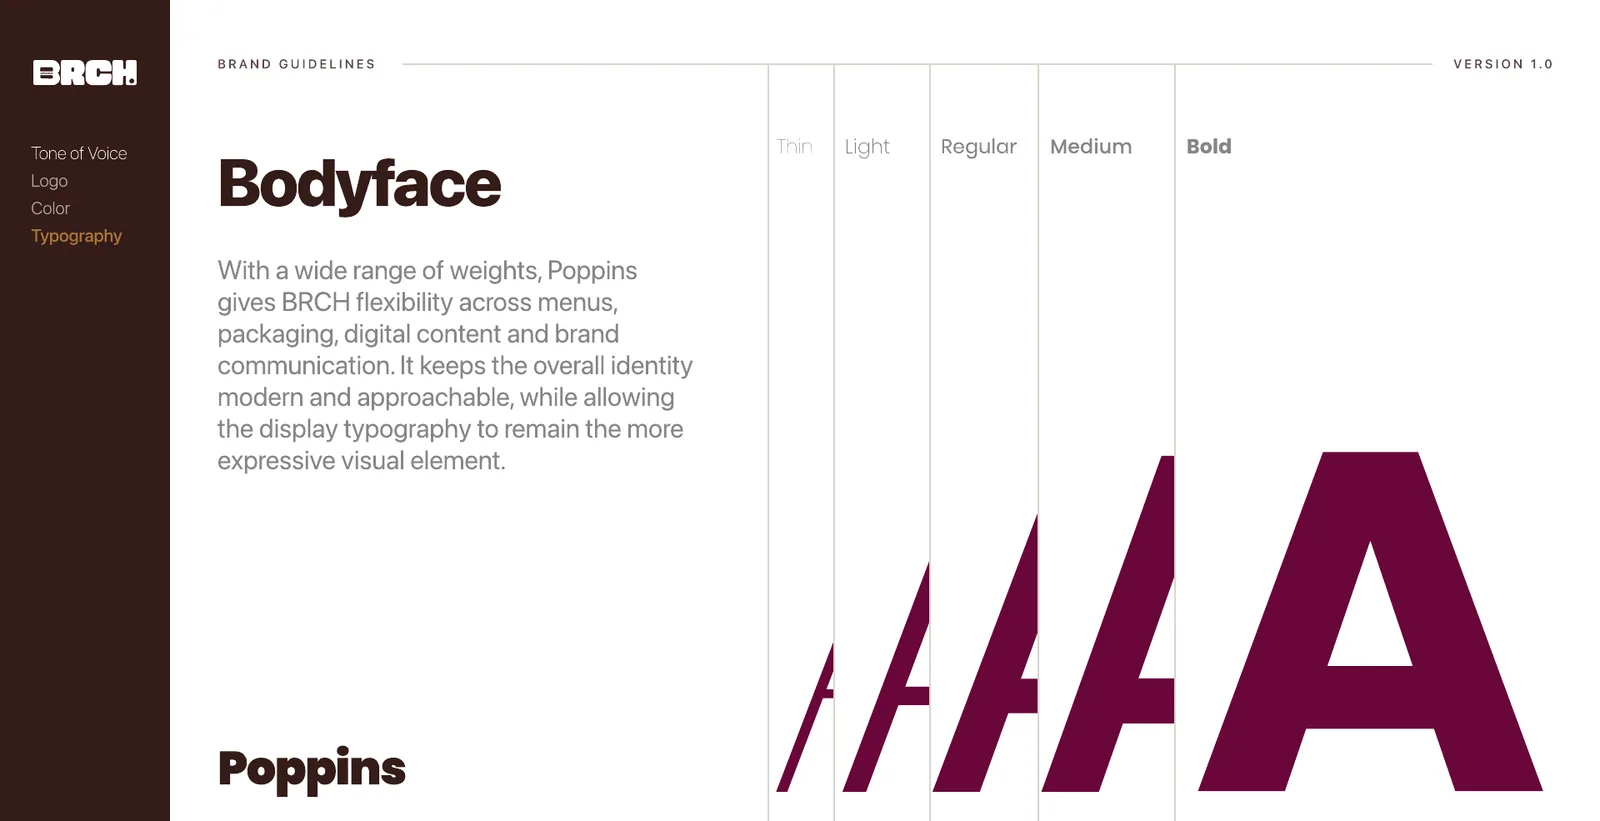 BRCH.
BRAND GUIDELINES
VERSION 1.0
Tone of Voice
Logo
Color
Typography
Bodyface
With a wide range of weights, Poppins
gives BRCH flexibility across menus,
packaging, digital content and brand
communication. It keeps the overall identity
modern and approachable, while allowing
the display typography to remain the more
expressive visual element.
Poppins
Thin
Light
Regular
Medium
Bold
A
A
A
A
A